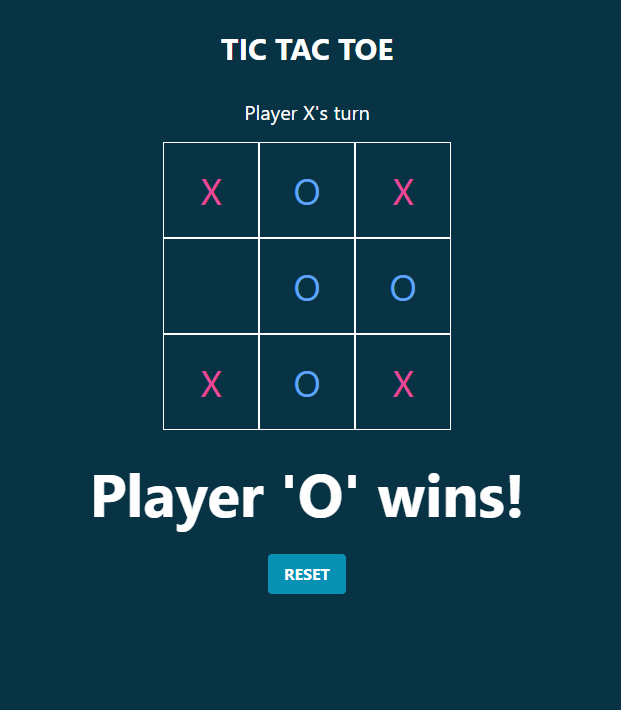 TIC TAC TOE
Player X's turn
X O X
O O
X O X
Player 'O' wins!
RESET